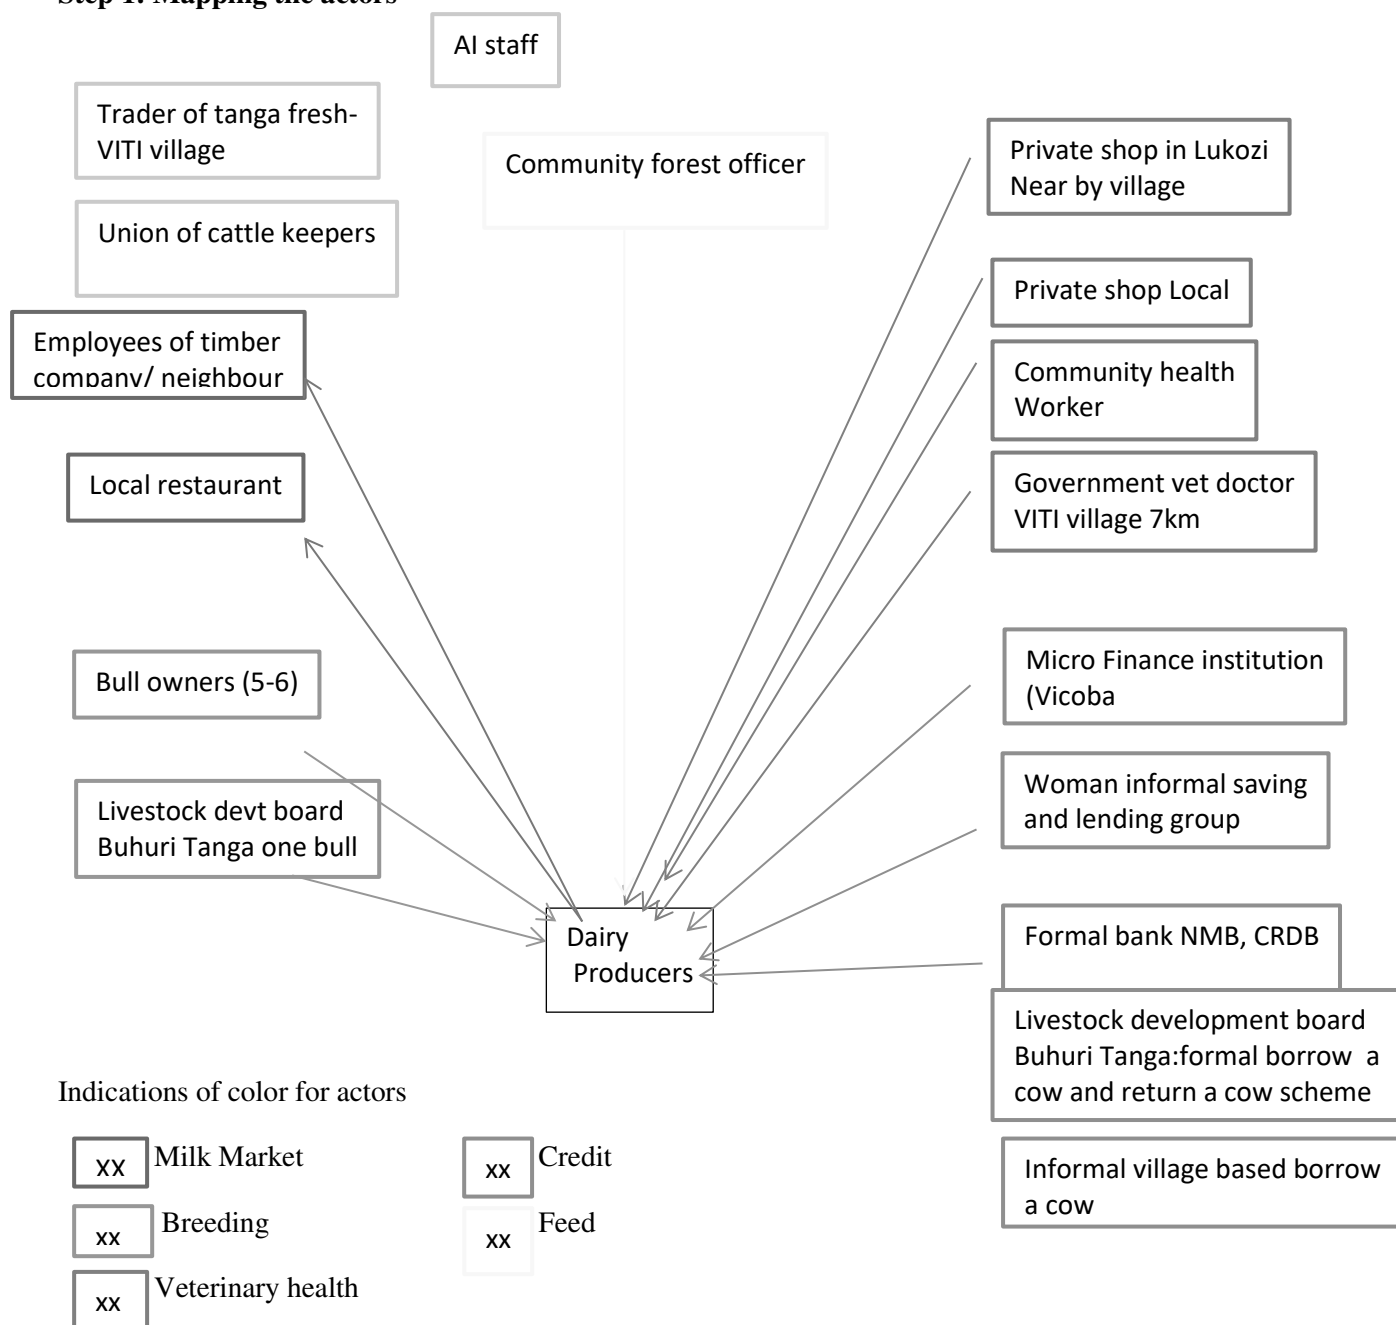 Step 1: Mapping the actors
AI staff
Trader of tanga fresh-
VITI village
Community forest officer
Private shop in Lukozi
Near by village
Union of cattle keepers
Private shop Local
Employees of timber
company/ neighbour
Community health
Worker
Local restaurant
Government vet doctor
VITI village 7km
Bull owners (5-6)
Micro Finance institution
(Vicoba
Livestock devt board
Buhuri Tanga one bull
Woman informal saving
and lending group
Dairy
Producers
Formal bank NMB, CRDB
Livestock development board
Buhuri Tanga:formal borrow a
cow and return a cow scheme
Informal village based borrow
a cow
Indications of color for actors
xx Milk Market
xx Credit
xx Breeding
xx Feed
xx Veterinary health